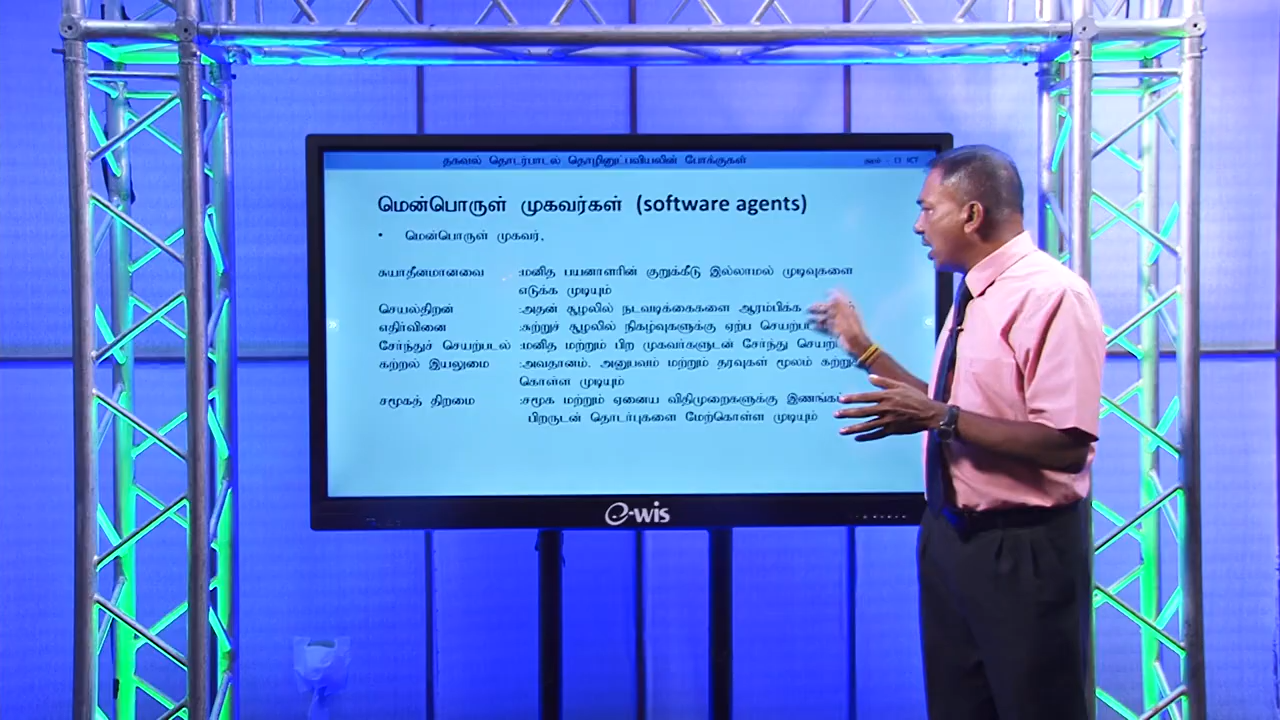 தகவல் தொடர்பாடல் தொழினுட்பவியலின் போக்குகள்
தரம் - 13 ICT
மென்பொருள் முகவர்கள் (software agents)
• மென்பொருள் முகவர்,
சுயாதீனமானவை :மனித பயனாளரின் குறுக்கீடு இல்லாமல் முடிவுகளை
எடுக்க முடியும்
செயல்திறன் :அதன் சூழலில் நடவடிக்கைகளை ஆரம்பிக்க
எதிர்வினை :சுற்றுச் சூழலில் நிகழ்வுகளுக்கு ஏற்ப
சேர்ந்துச் செயற்படல் :மனித மற்றும் பிற முகவர்களுடன் சேர்ந்து
கற்றல் இயலுமை :அவதானம், அனுபவம் மற்றும் தரவுகள் மூலம் கற்றுக்
கொள்ள முடியும்
சமூகத் திறமை :சமூக மற்றும் ஏனைய விதிமுறைகளுக்கு
பிறருடன் தொடர்புகளை மேற்கொள்ள முடியும்
e-wis